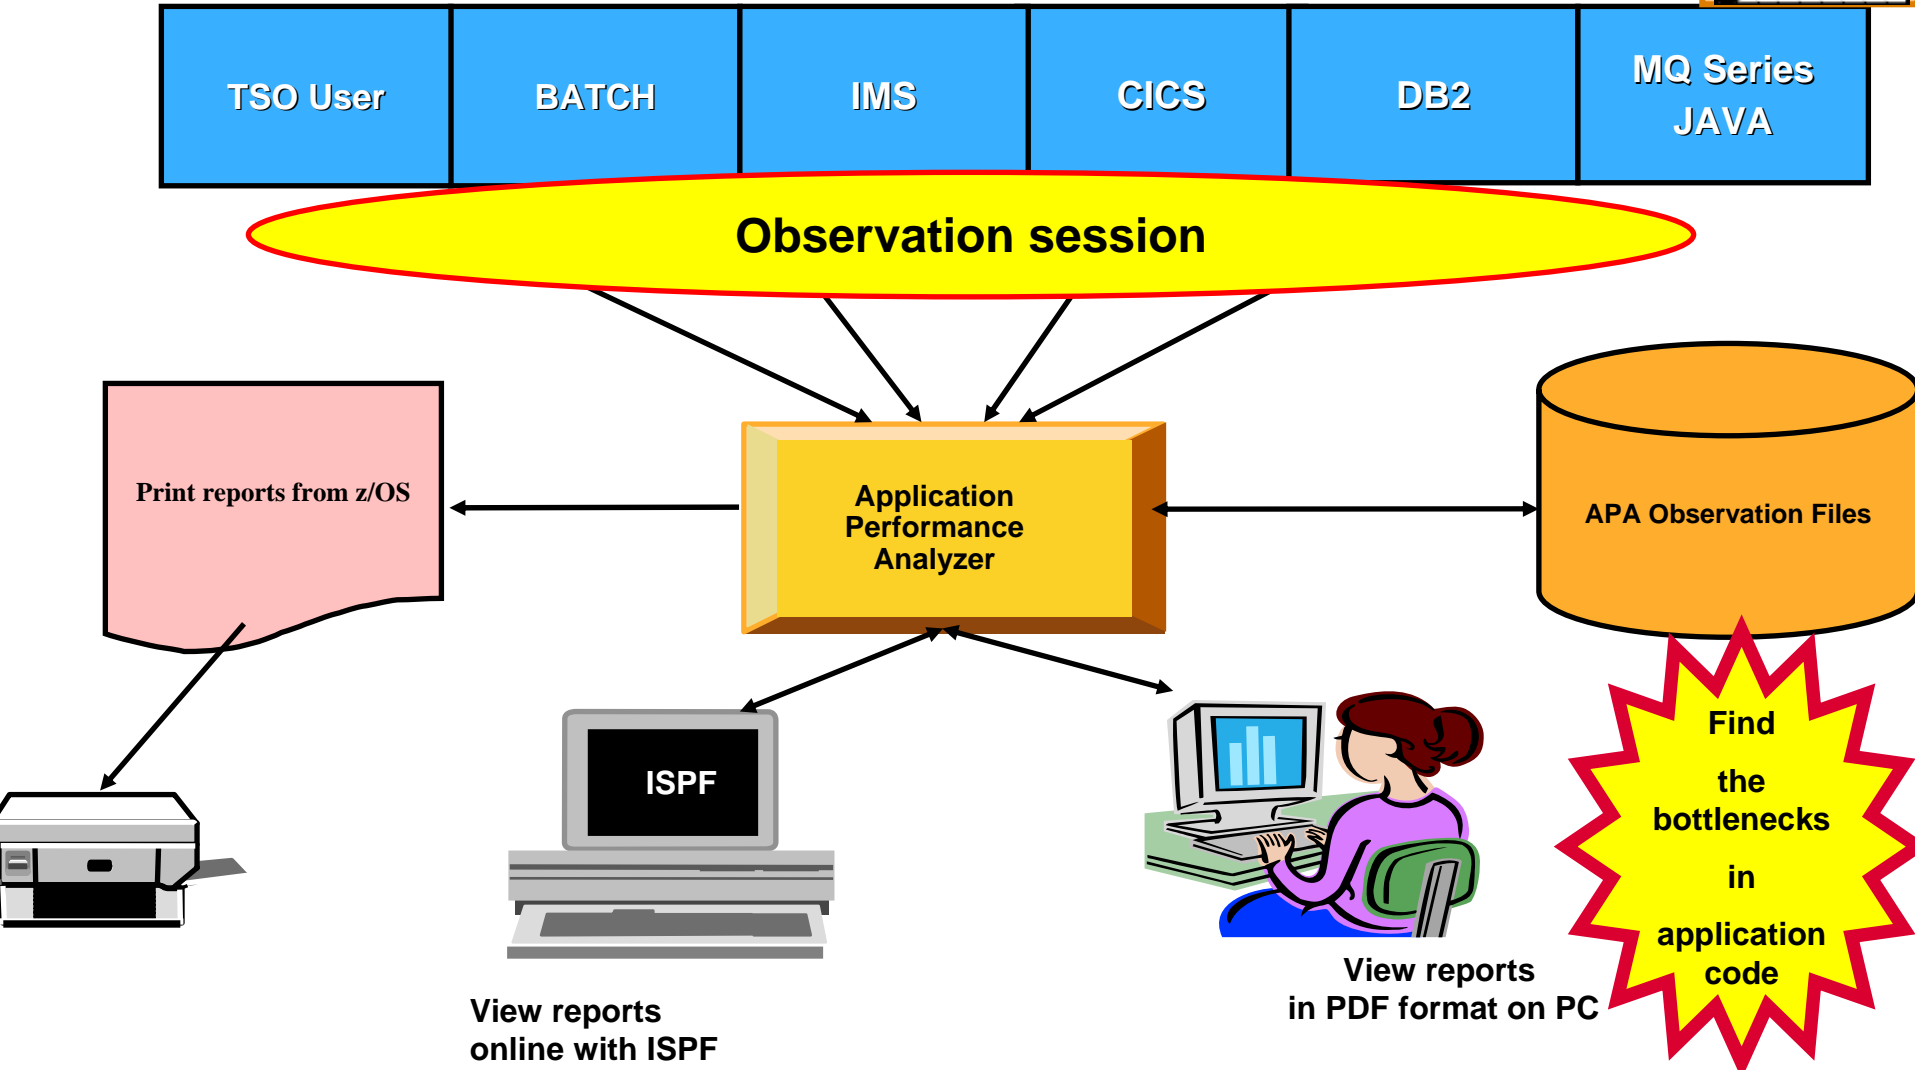 TSO User
BATCH
IMS
CICS
DB2
MQ Series
JAVA
Observation session
Print reports from z/OS
Application
Performance
Analyzer
APA Observation Files
ISPF
Find
the
bottlenecks
in
application
code
View reports
online with ISPF
View reports
in PDF format on PC